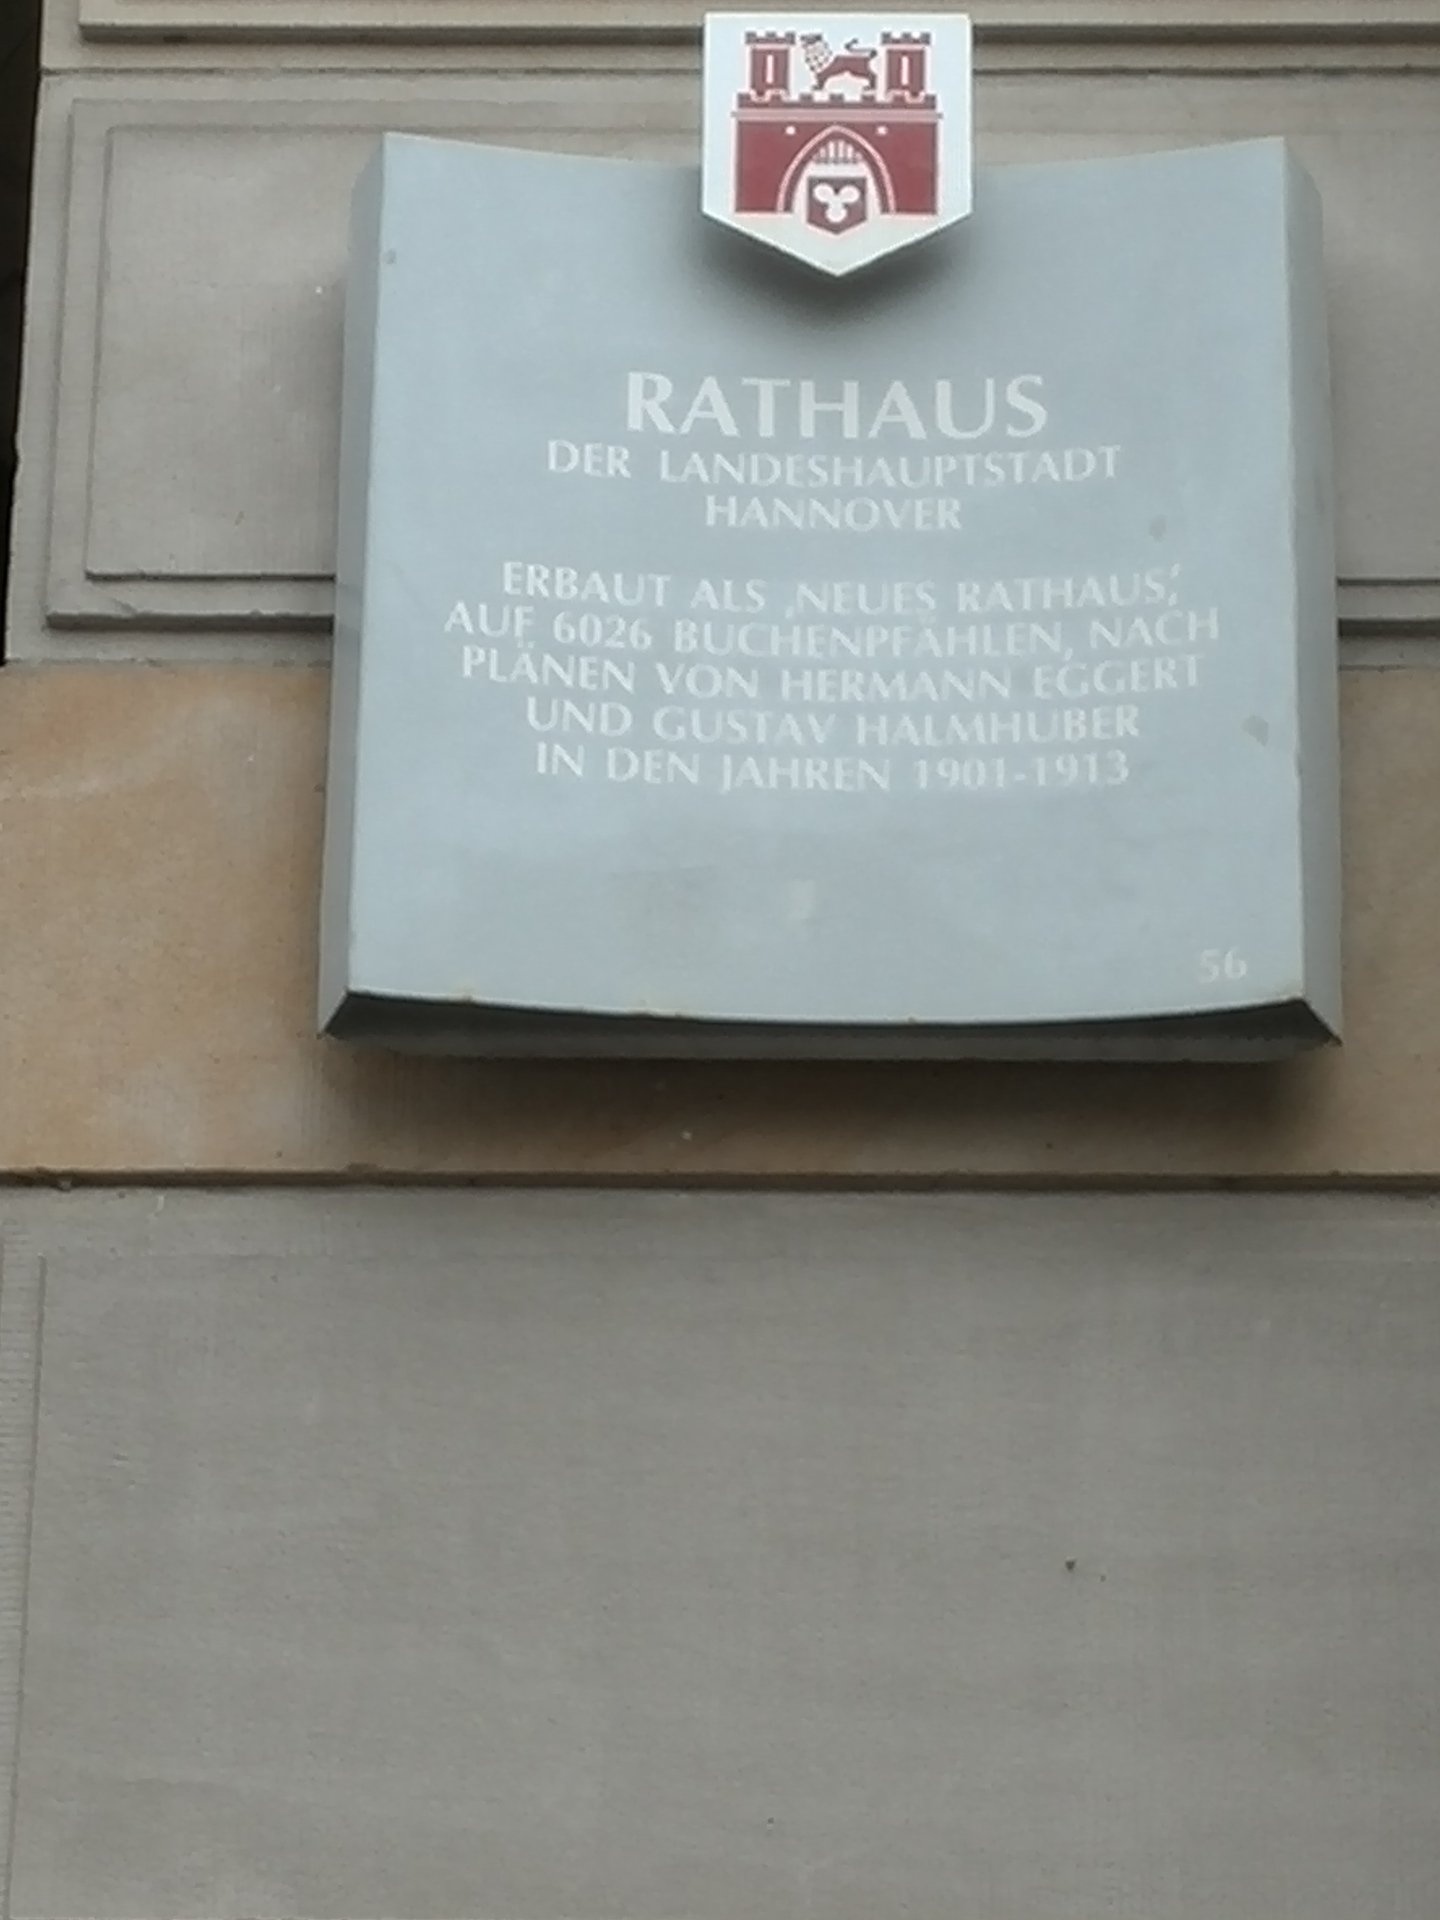 RATHAUS
DER LANDESHAUPTSTADT
HANNOVER
ERBAUT ALS ‚NEUES RATHAUS,‘
AUF 6026 BUCHENPFÄHLEN, NACH
PLÄNEN VON HERMANN EGGERT
UND GUSTAV HALMHUBER
IN DEN JAHREN 1901-1913
56